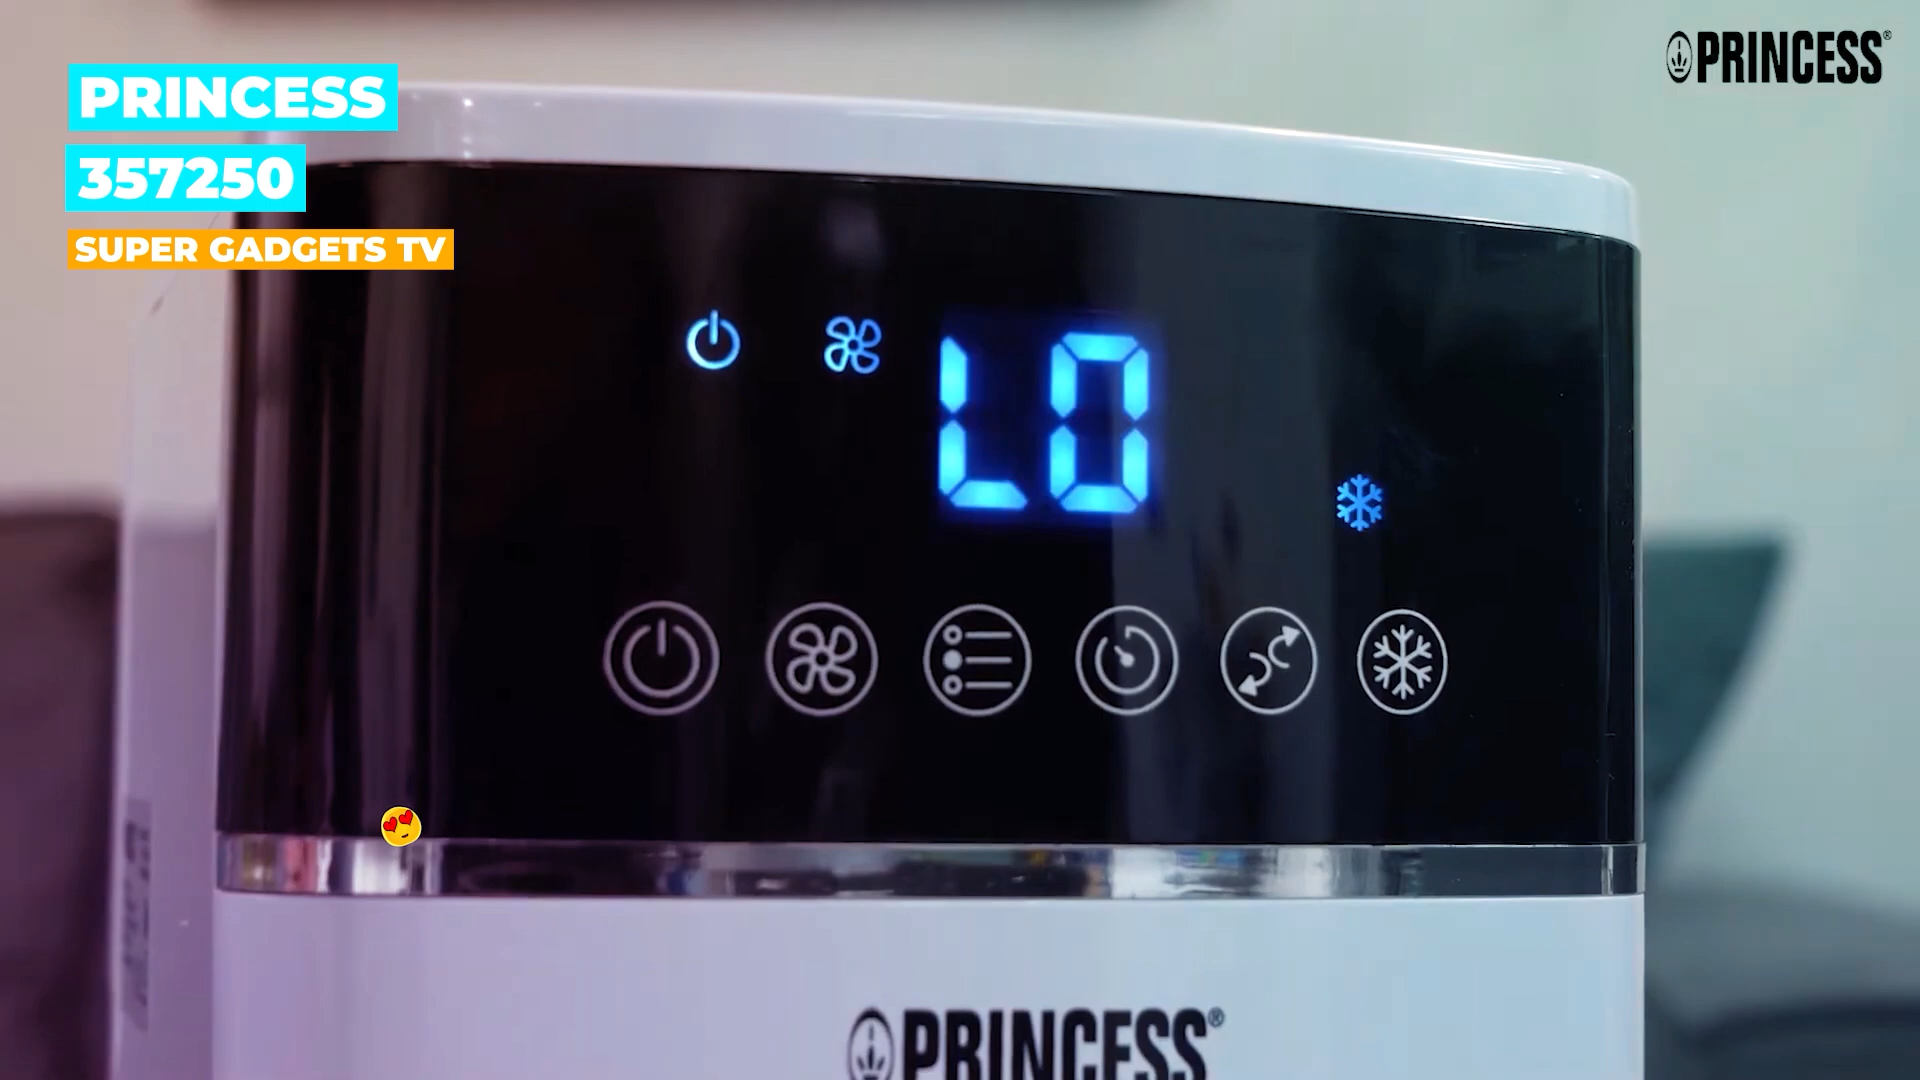 PRINCESS
357250
SUPER GADGETS TV
PRINCESS®
LO
PRINCESS®